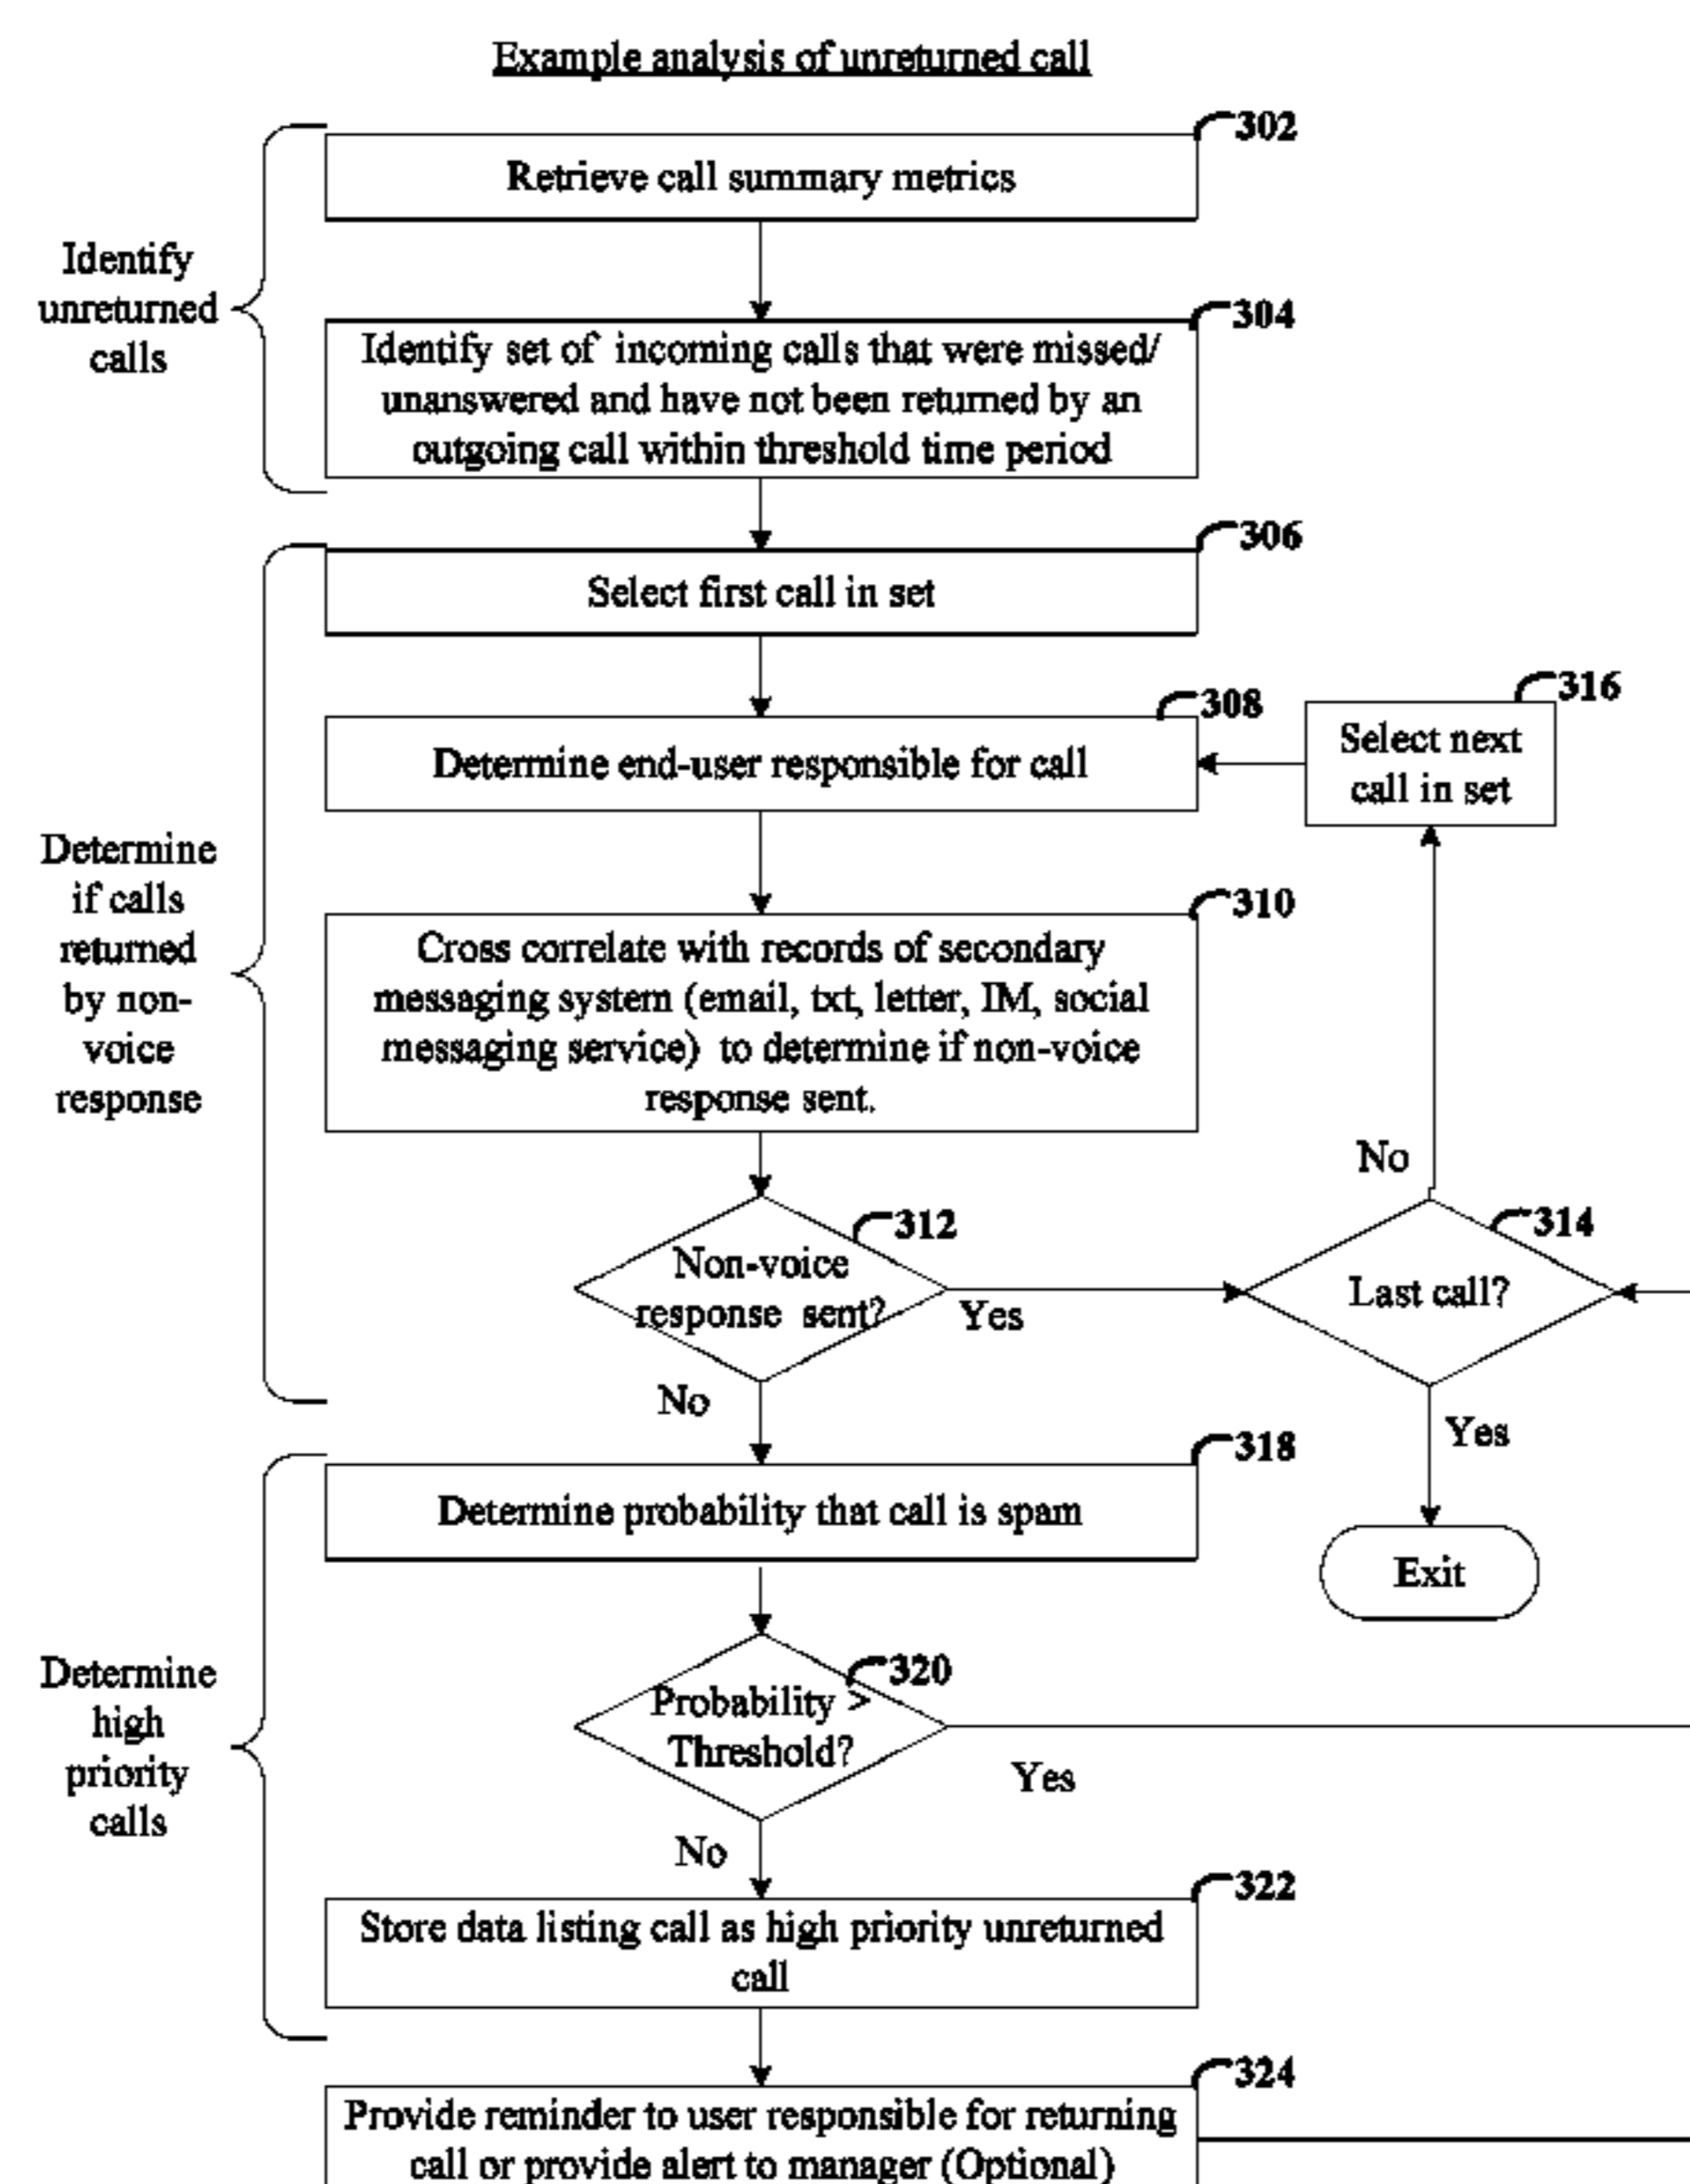 Example analysis of unreturned call
302
Retrieve call summary metrics
Identify
unreturned
calls
304
Identify set of incoming calls that were missed/
unanswered and have not been returned by an
outgoing call within threshold time period
306
Select first call in set
308
Determine end-user responsible for call
316
Select next
call in set
Determine
if calls
returned
by non-
voice
response
310
Cross correlate with records of secondary
messaging system (email, txt, letter, IM, social
messaging service) to determine if non-voice
response sent.
No
312
Non-voice
response sent?
Yes
314
Last call?
No
Yes
318
Determine probability that call is spam
Exit
Determine
high
priority
calls
320
Probability >
Threshold?
Yes
No
322
Store data listing call as high priority unreturned
call
324
Provide reminder to user responsible for returning
call or provide alert to manager (Optional)